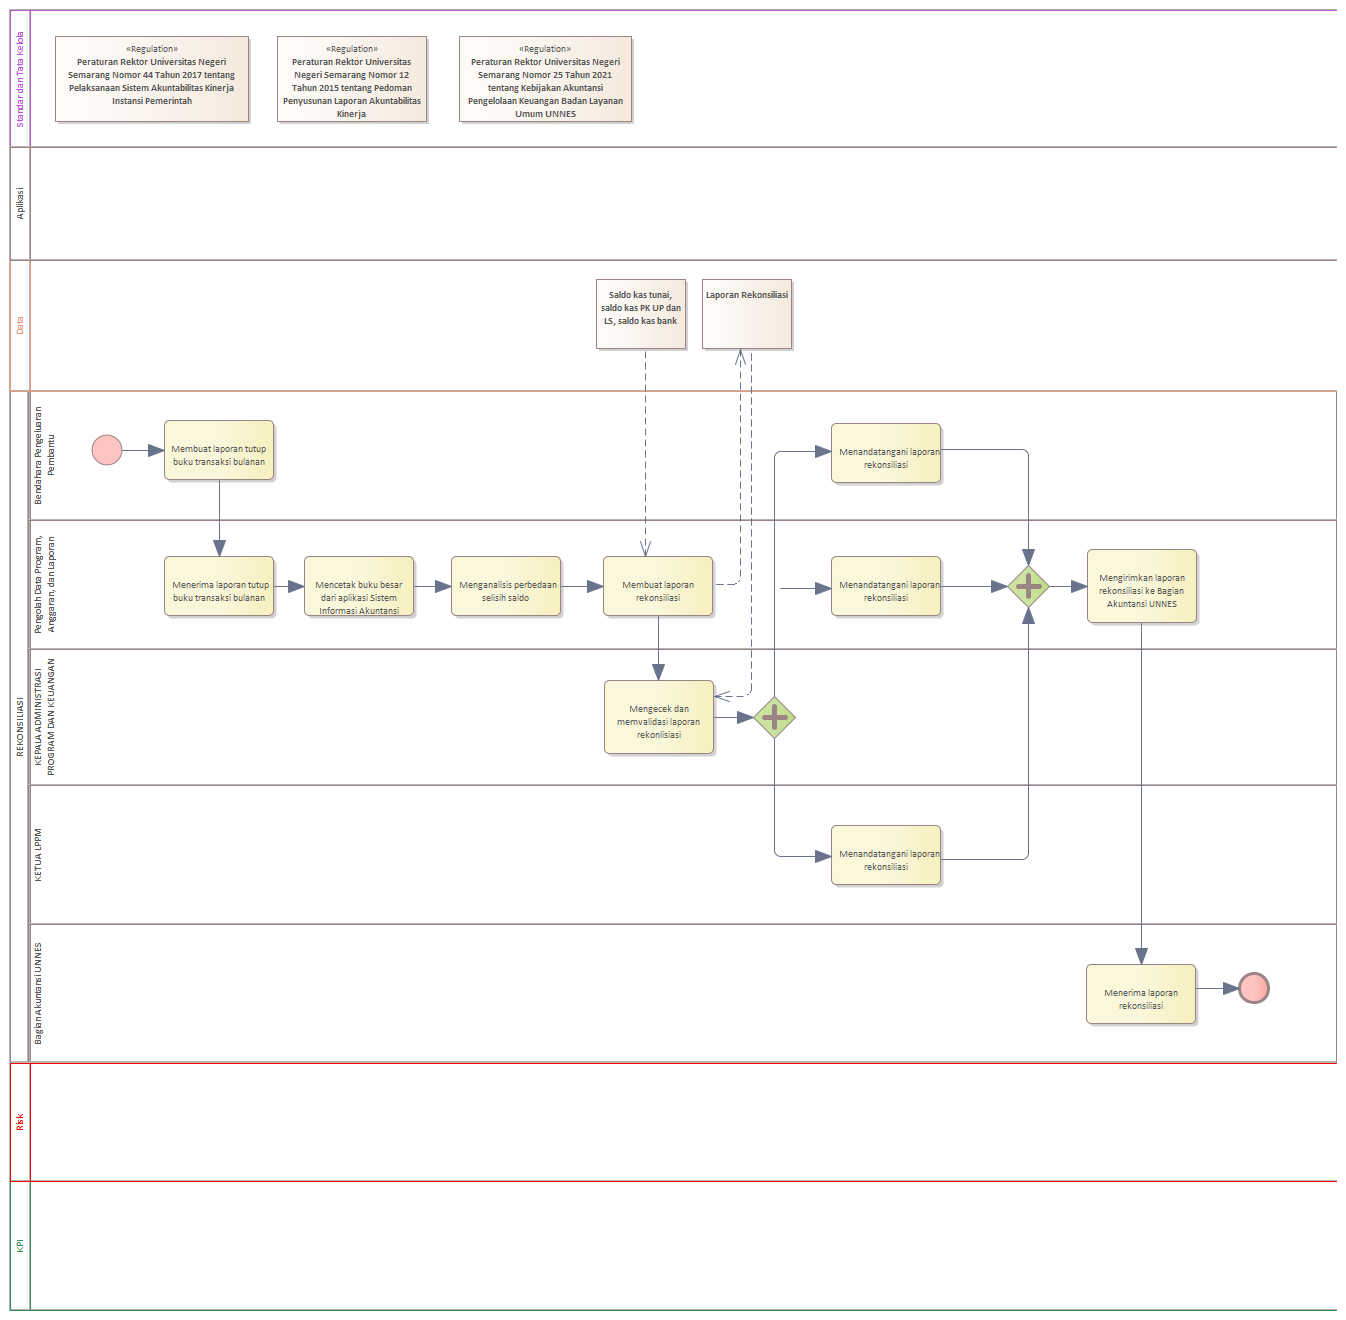 Standar dan Tata Kelola
«Regulation»
Peraturan Rektor Universitas Negeri
Semarang Nomor 44 Tahun 2017 tentang
Pelaksanaan Sistem Akuntabilitas Kinerja
Instansi Pemerintah
«Regulation»
Peraturan Rektor Universitas
Negeri Semarang Nomor 12
Tahun 2015 tentang Pedoman
Penyusunan Laporan Akuntabilitas
Kinerja
«Regulation»
Peraturan Rektor Universitas Negeri
Semarang Nomor 25 Tahun 2021
tentang Kebijakan Akuntansi
Pengelolaan Keuangan Badan Layanan
Umum UNNES
Aplikasi
Data
Saldo kas tunai,
saldo kas PK UP dan
LS, saldo kas bank
Laporan Rekonsiliasi
REKONSILIASI
Bendahara Pengeluaran
Pembantu
Membuat laporan tutup
buku transaksi bulanan
Menandatangani laporan
rekonsiliasi
Pengolah Data Program,
Anggaran, dan Laporan
Menerima laporan tutup
buku transaksi bulanan
Mencetak buku besar
dari aplikasi Sistem
Informasi Akuntansi
Menganalisis perbedaan
selisih saldo
Membuat laporan
rekonsiliasi
Menandatangani laporan
rekonsiliasi
Mengirimkan laporan
rekonsiliasi ke Bagian
Akuntansi UNNES
KEPALA ADMINISTRASI
PROGRAM DAN KEUANGAN
Mengecek dan
memvalidasi laporan
rekonlisiasi
KETUA LPPM
Menandatangani laporan
rekonsiliasi
Bagian Akuntansi UNNES
Menerima laporan
rekonsiliasi
Risk
KPI